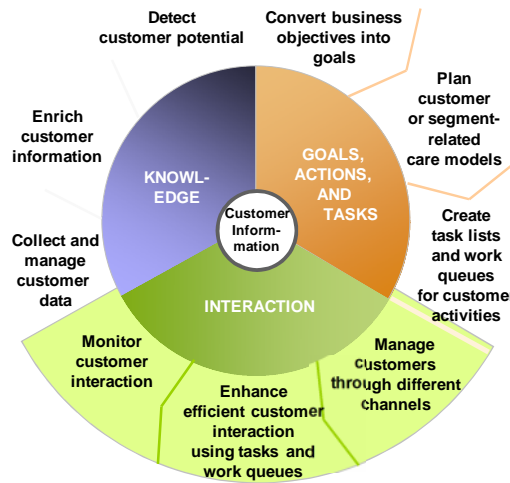 Detect
customer potential
Convert business
objectives into
goals
Plan
customer
or segment-
related
care models
Enrich
customer
information
KNOWL-
EDGE
GOALS,
ACTIONS,
AND
TASKS
Customer
Infor-
mation
Collect and
manage
customer
data
Create
task lists
and work
queues
for customer
activities
INTERACTION
Monitor
customer
interaction
Enhance
efficient customer
interaction
using tasks and
work queues
Manage
customers
through different
channels